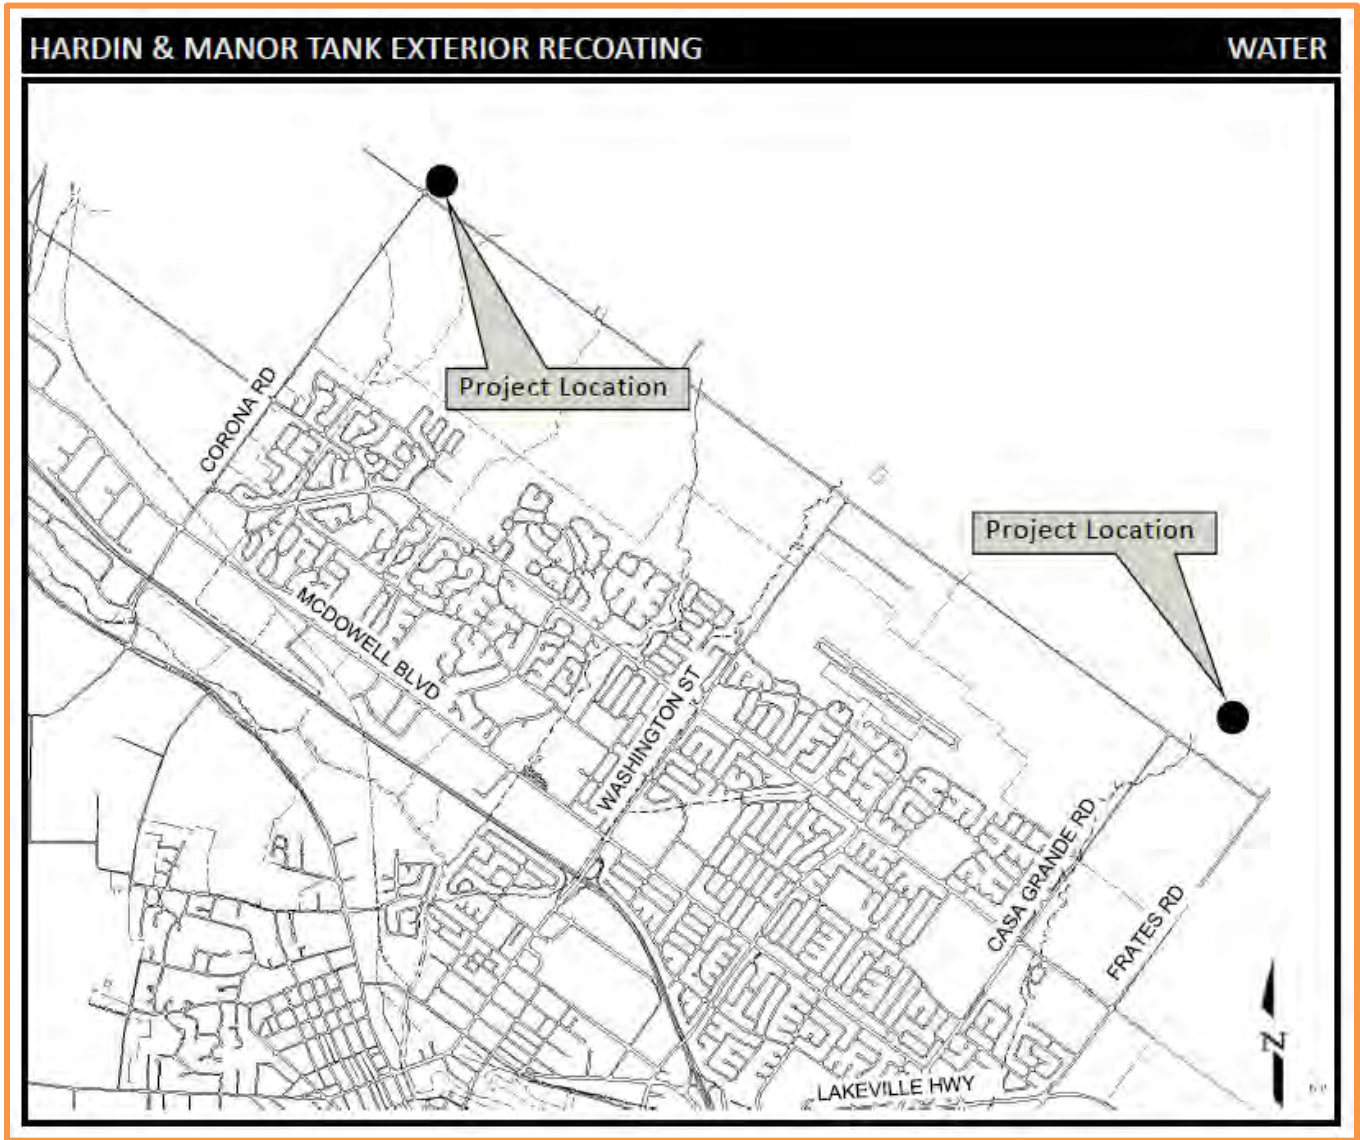 HARDIN & MANOR TANK EXTERIOR RECOATING WATER
Project Location
CORONA RD
Project Location
MCDOWELL BLVD
WASHINGTON ST
CASA GRANDE RD
FRATES RD
N
LAKEVILLE HWY